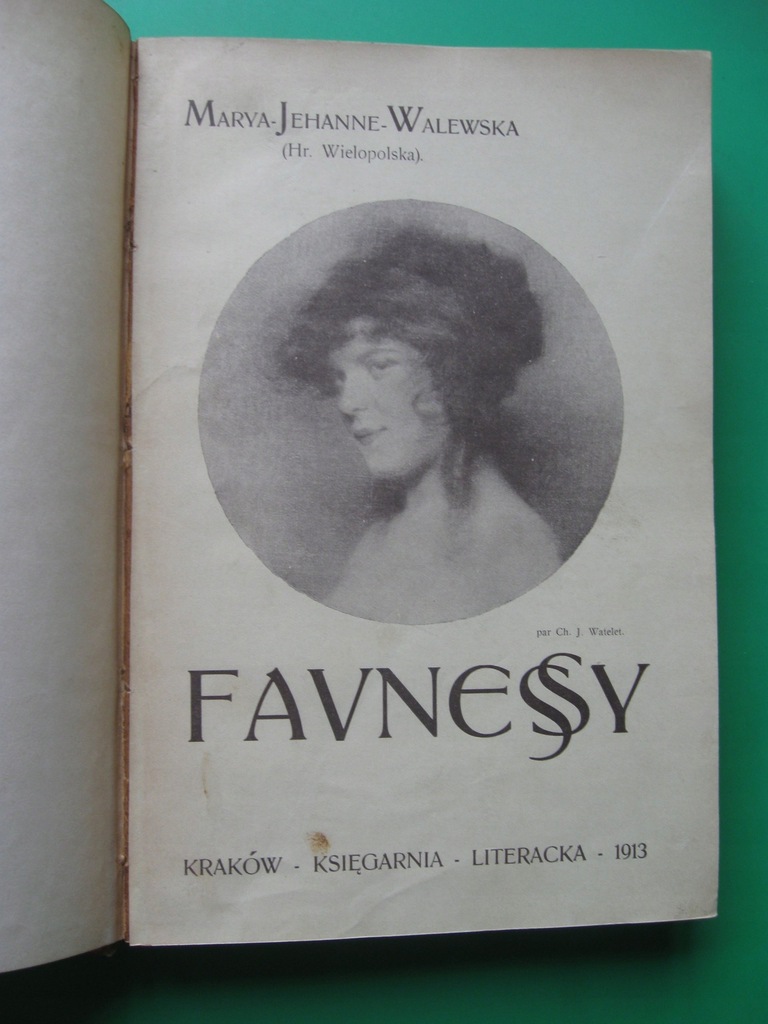 MARYA-JEHANNE-WALEWSKA
(Hr. Wielopolska).
par Ch. J. Watelet.
FAVNESSY
KRAKÓW - KSIĘGARNIA - LITERACKA - 1913